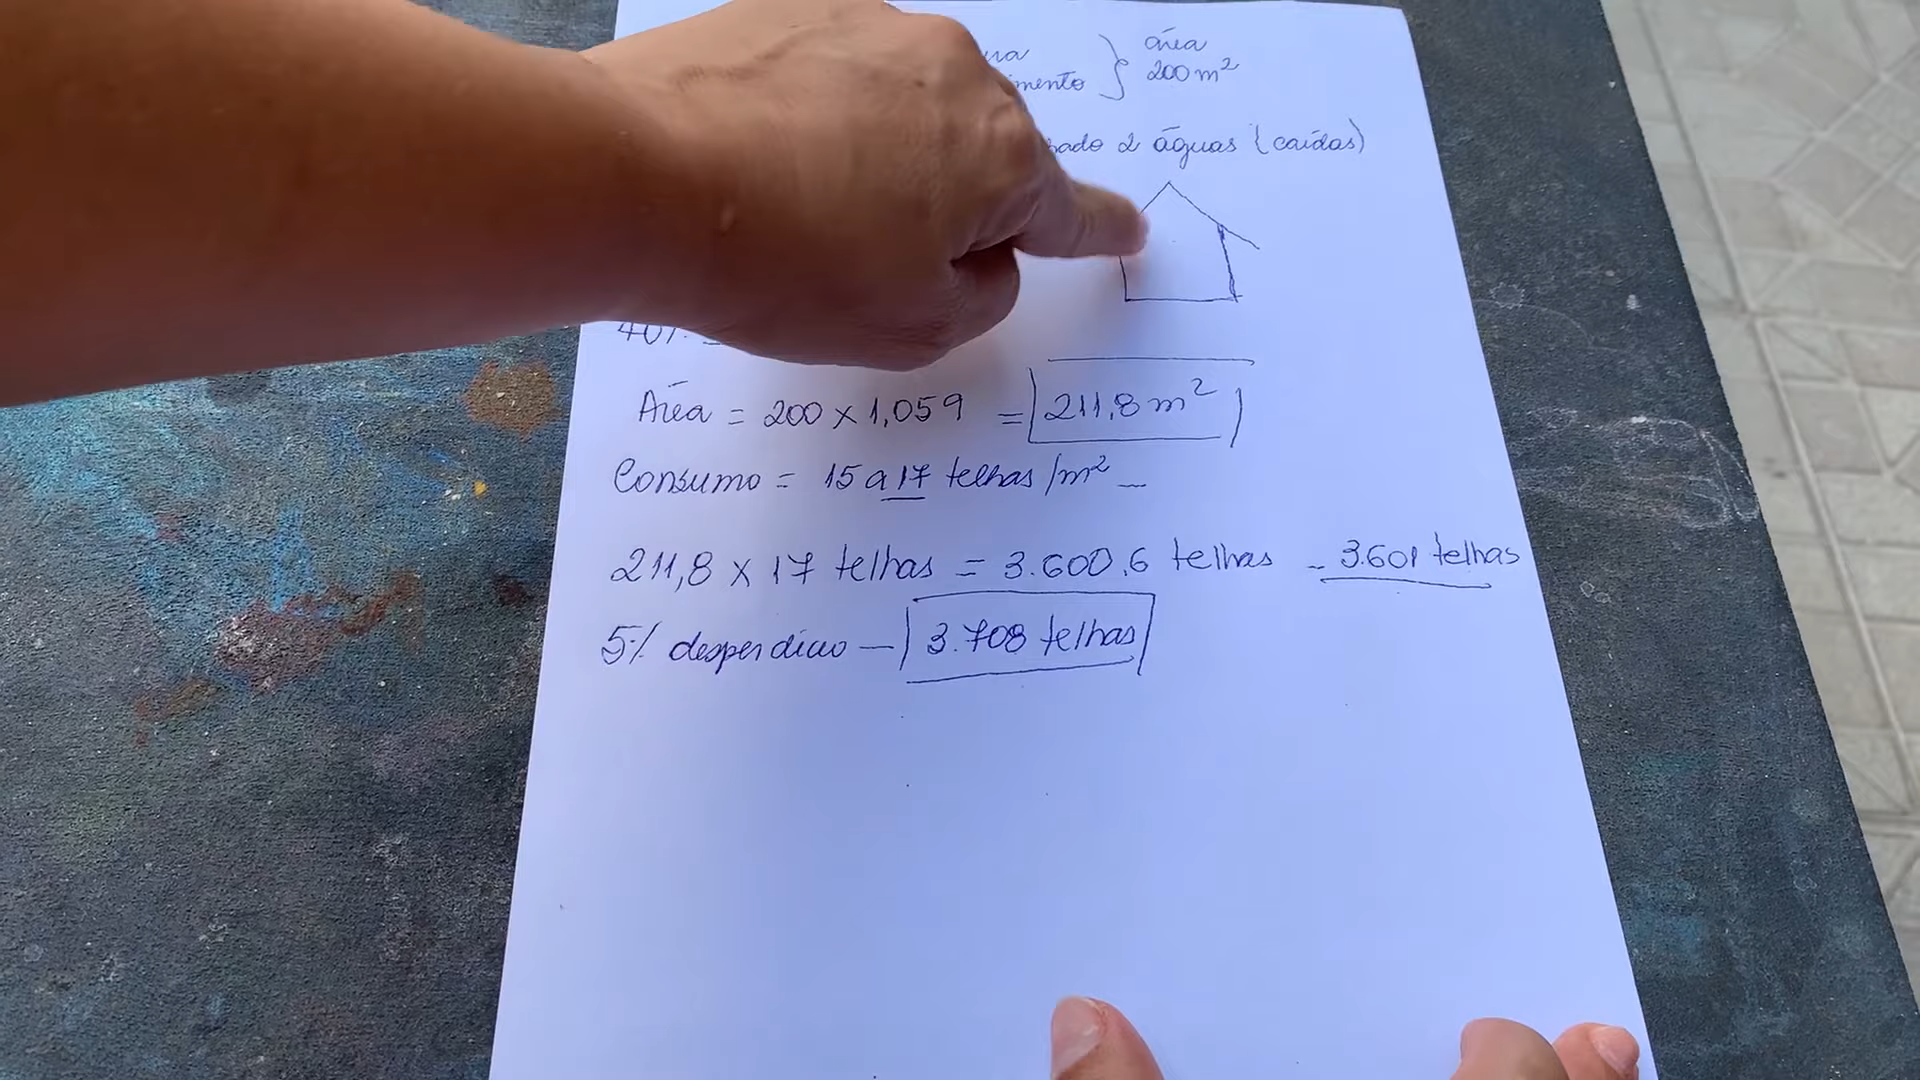 área
200 m²
2 águas (caídas)
Área = 200 x 1,059 = 211,8 m²
Consumo = 15 a 17 telhas/m²
211,8 x 17 telhas = 3.600,6 telhas - 3.601 telhas
5% desperdicio - 3.708 telhas